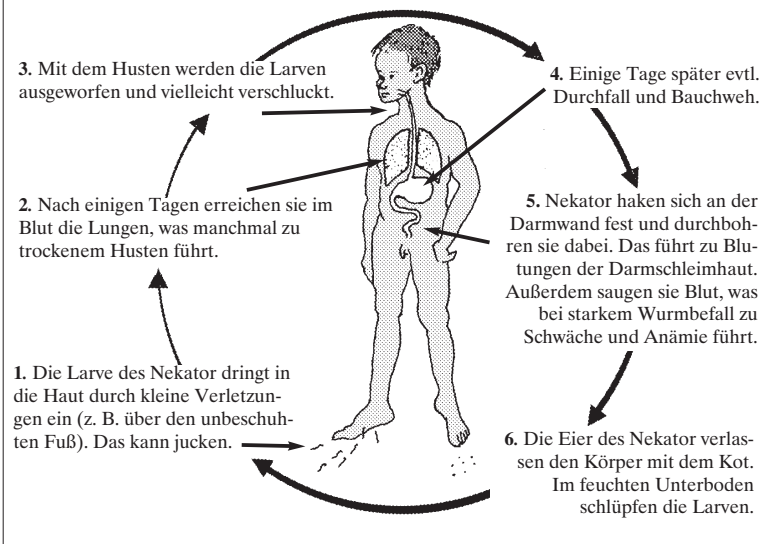 3. Mit dem Husten werden die Larven
ausgeworfen und vielleicht verschluckt.
4. Einige Tage später evtl.
Durchfall und Bauchweh.
2. Nach einigen Tagen erreichen sie im
Blut die Lungen, was manchmal zu
trockenem Husten führt.
5. Nekator haken sich an der
Darmwand fest und durchboh-
ren sie dabei. Das führt zu Blu-
tungen der Darmschleimhaut.
Außerdem saugen sie Blut, was
bei starkem Wurmbefall zu
Schwäche und Anämie führt.
1. Die Larve des Nekator dringt in
die Haut durch kleine Verletzun-
gen ein (z. B. über den unbeschuh-
ten Fuß). Das kann jucken.
6. Die Eier des Nekator verlas-
sen den Körper mit dem Kot.
Im feuchten Unterboden
schlüpfen die Larven.